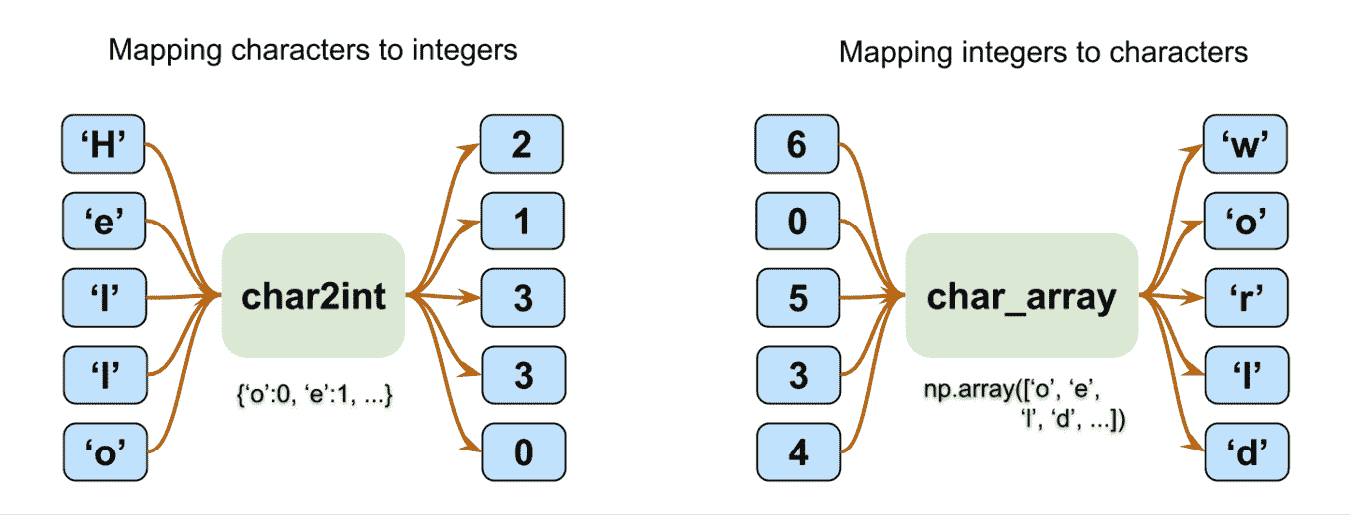 Mapping characters to integers
‘H’
‘e’
‘l’
‘l’
‘o’
char2int
{‘o’:0, ‘e’:1, ...}
2
1
3
3
0
Mapping integers to characters
6
0
5
3
4
char_array
np.array([‘o’, ‘e’,
‘l’, ‘d’, ...])
‘w’
‘o’
‘r’
‘l’
‘d’